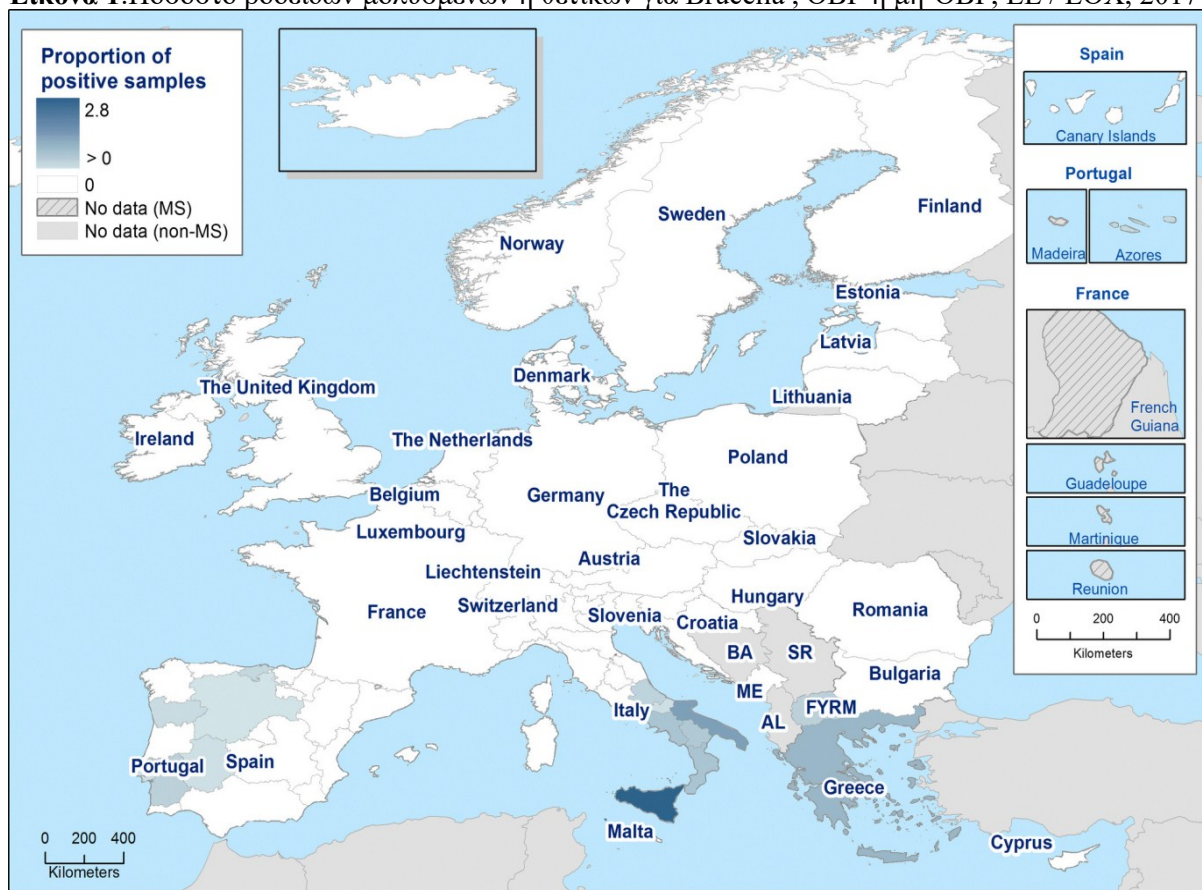 Proportion of
positive samples
2.8
> 0
0
No data (MS)
No data (non-MS)
Spain
Canary Islands
Portugal
Madeira
Azores
France
French
Guiana
Guadeloupe
Martinique
Reunion
0 200 400
Kilometers
Finland
Sweden
Norway
Estonia
Latvia
Denmark
Lithuania
The United Kingdom
Ireland
The Netherlands
Poland
Belgium
Germany
The
Czech Republic
Luxembourg
Slovakia
Austria
Liechtenstein
Hungary
France
Switzerland
Slovenia
Romania
Croatia
BA
SR
Bulgaria
ME
Italy
FYRM
AL
Portugal
Spain
Greece
Malta
Cyprus
0 200 400
Kilometers